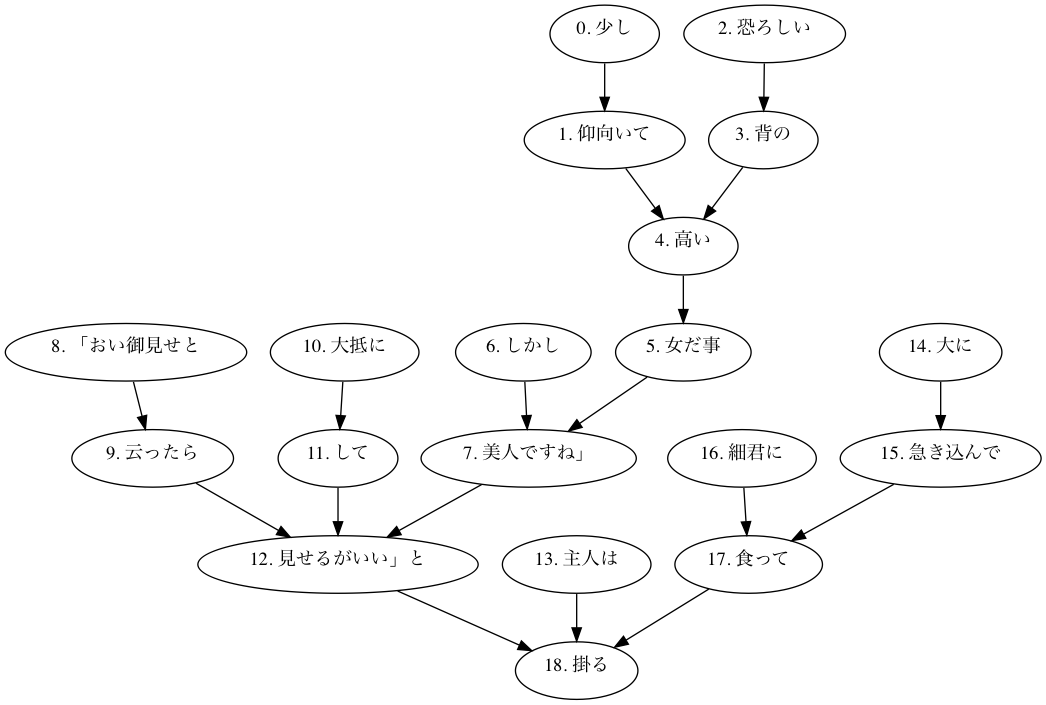 0. 少し
2. 恐ろしい
1. 仰向いて
3. 背の
4. 高い
8. 「おい御見せと
10. 大抵に
6. しかし
5. 女だ事
14. 大に
9. 云ったら
11. して
7. 美人ですね」
16. 細君に
15. 急き込んで
12. 見せるがいい」と
13. 主人は
17. 食って
18. 掛る